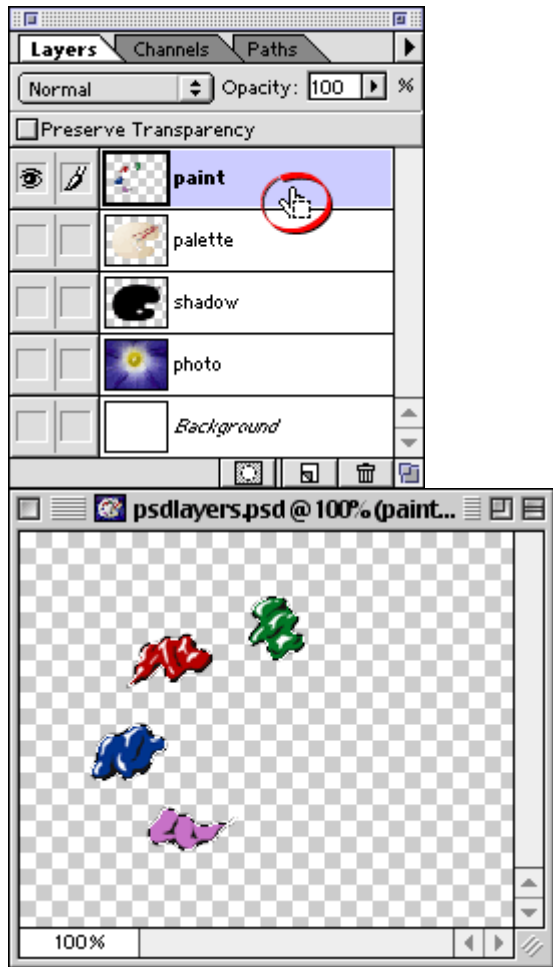 Layers Channels Paths
Normal Opacity: 100 %
Preserve Transparency
paint
palette
shadow
photo
Background
psdlayers.psd @ 100% (paint...
100%